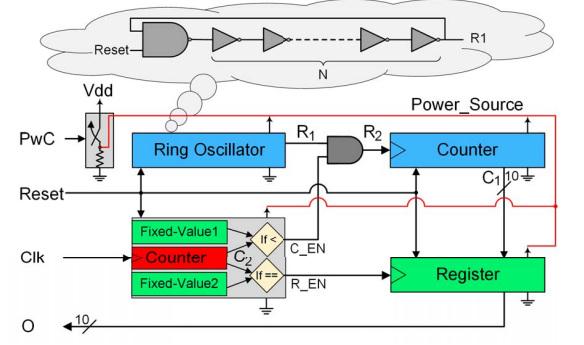 Reset
R1
N
Vdd
Power_Source
PwC
Ring Oscillator
R1
R2
Counter
C1
10
Reset
Fixed-Value1
If <
C_EN
Clk
Counter
C2
If ==
R_EN
Fixed-Value2
Register
O
10